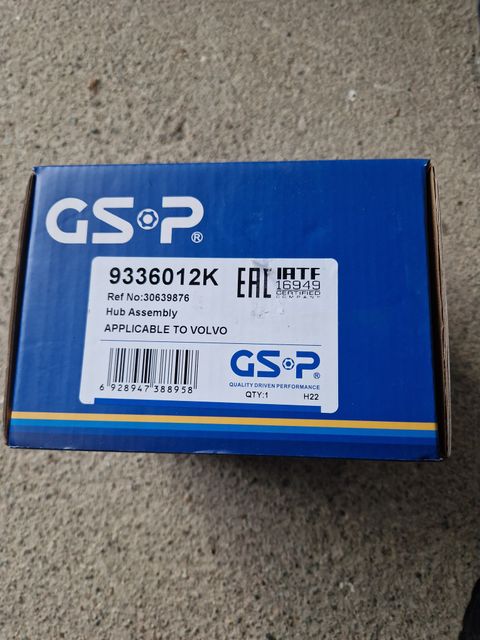 GSP®
9336012K
EAC
IATF
16949
CERTIFIED
COMPANY
Ref No:30639876
Hub Assembly
APPLICABLE TO VOLVO
GSP®
QUALITY DRIVEN PERFORMANCE
6 928947 388958
QTY:1 H22